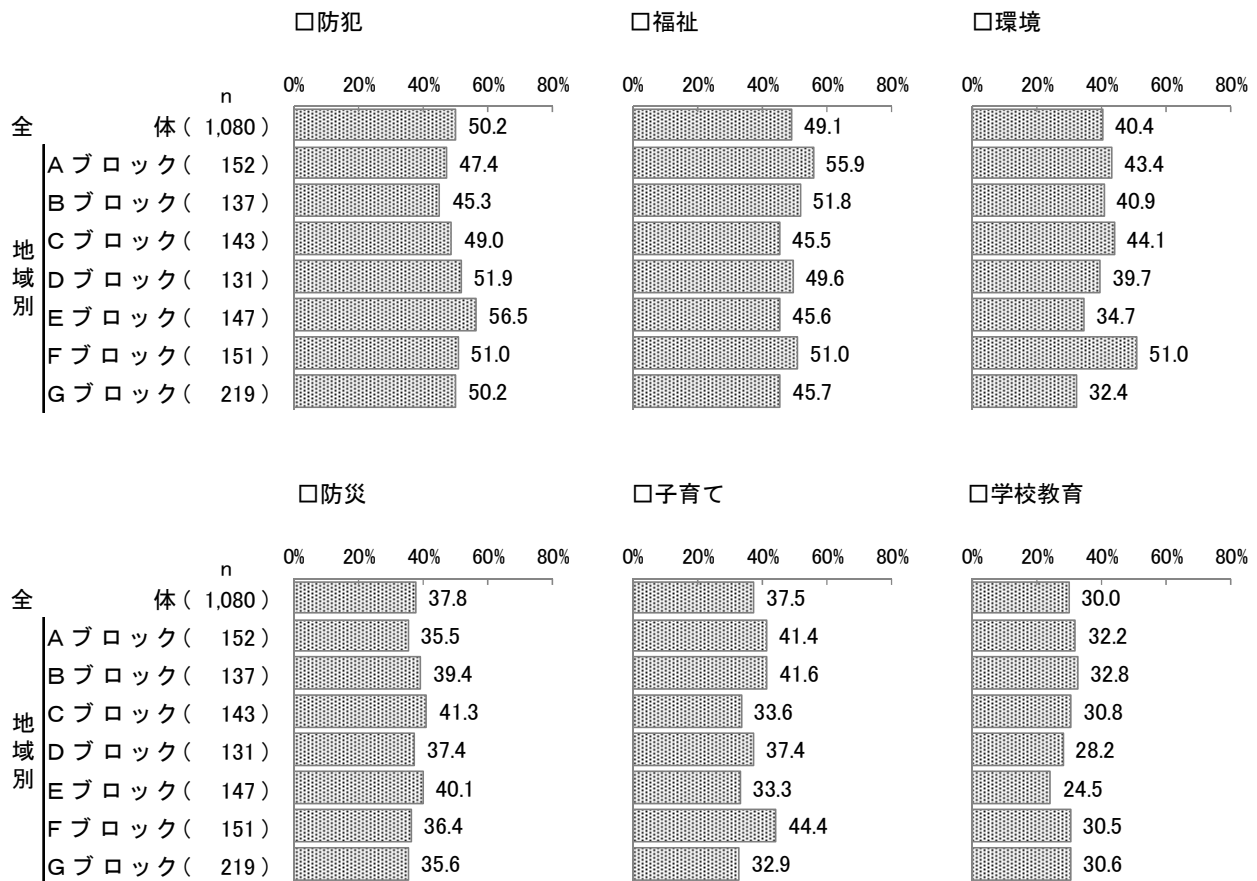 □防犯 □福祉 □環境
0% 20% 40% 60% 80% 0% 20% 40% 60% 80% 0% 20% 40% 60% 80%
n
全 体( 1,080) 50.2 49.1 40.4
地域別
Aブロック( 152) 47.4 55.9 43.4
Bブロック( 137) 45.3 51.8 40.9
Cブロック( 143) 49.0 45.5 44.1
Dブロック( 131) 51.9 49.6 39.7
Eブロック( 147) 56.5 45.6 34.7
Fブロック( 151) 51.0 51.0 51.0
Gブロック( 219) 50.2 45.7 32.4
□防災 □子育て □学校教育
0% 20% 40% 60% 80% 0% 20% 40% 60% 80% 0% 20% 40% 60% 80%
n
全 体( 1,080) 37.8 37.5 30.0
地域別
Aブロック( 152) 35.5 41.4 32.2
Bブロック( 137) 39.4 41.6 32.8
Cブロック( 143) 41.3 33.6 30.8
Dブロック( 131) 37.4 37.4 28.2
Eブロック( 147) 40.1 33.3 24.5
Fブロック( 151) 36.4 44.4 30.5
Gブロック( 219) 35.6 32.9 30.6